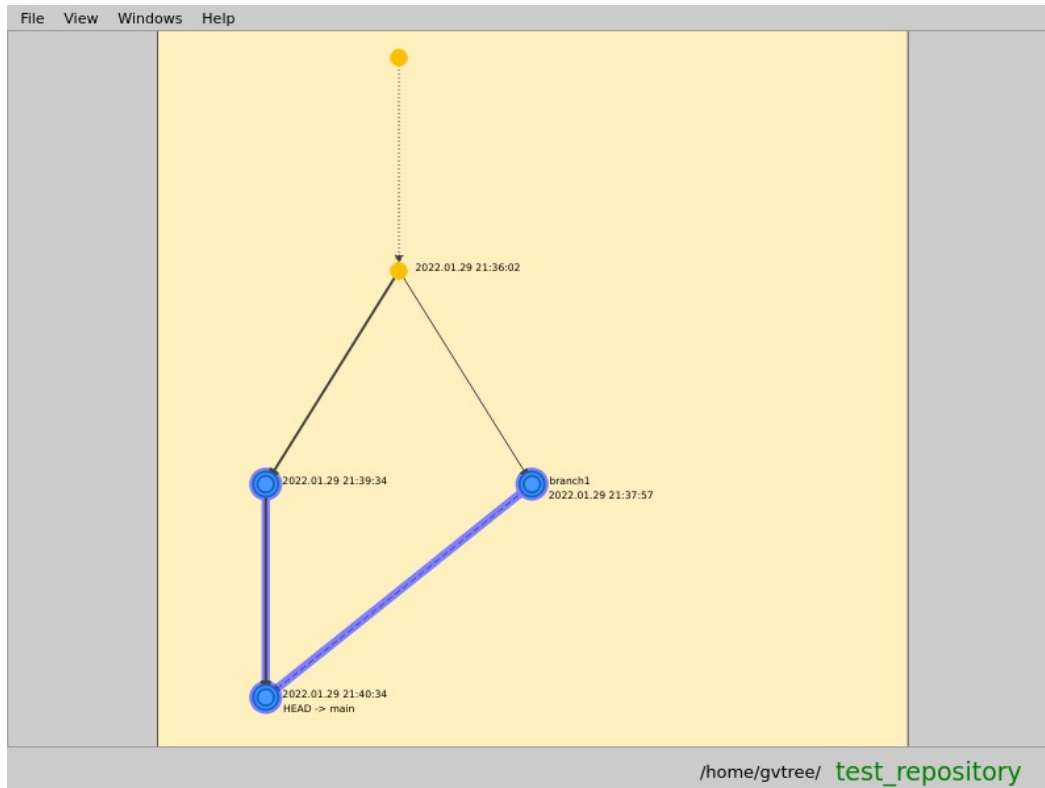 File View Windows Help
2022.01.29 21:36:02
2022.01.29 21:39:34
branch1
2022.01.29 21:37:57
2022.01.29 21:40:34
HEAD -> main
/home/gvtree/ test_repository